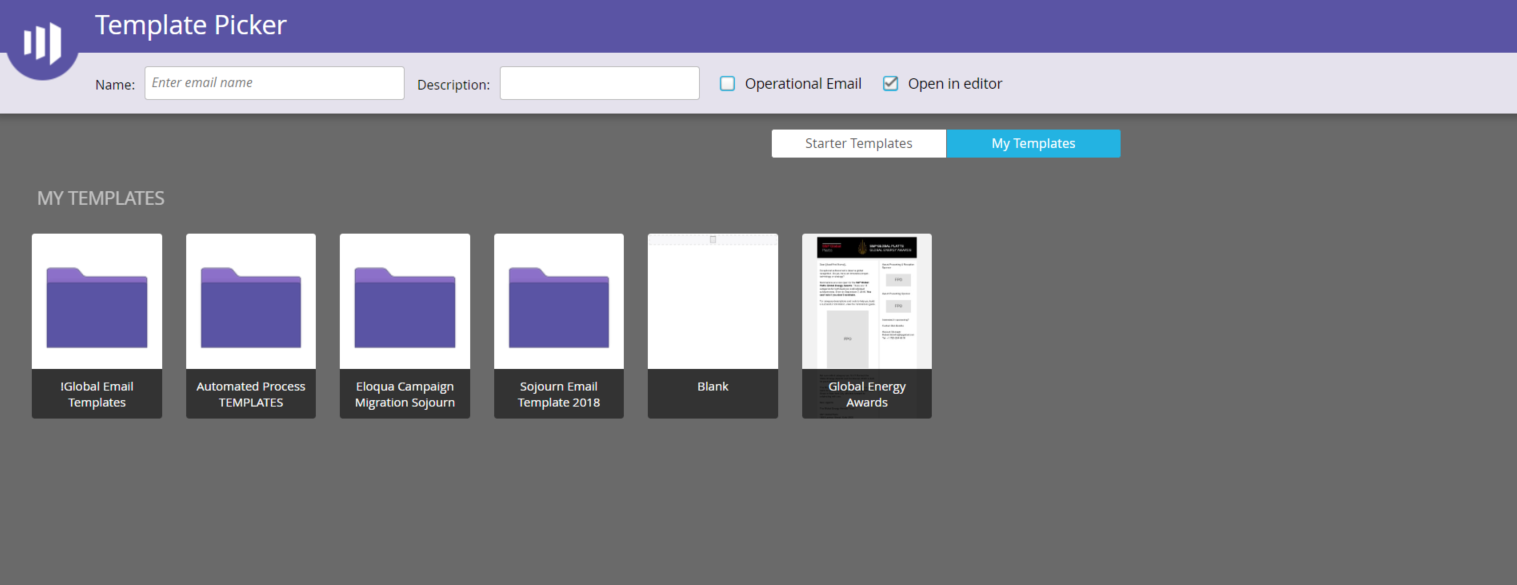 Template Picker
Name: Enter email name Description: Operational Email Open in editor
Starter Templates My Templates
MY TEMPLATES
IGlobal Email
Templates
Automated Process
TEMPLATES
Eloqua Campaign
Migration Sojourn
Sojourn Email
Template 2018
Blank
Global Energy
Awards